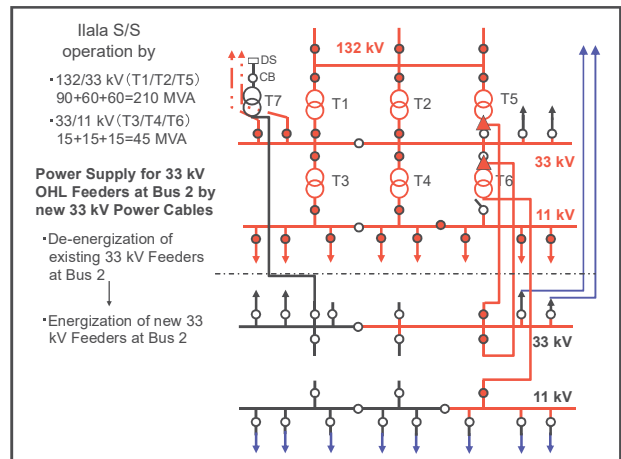 Ilala S/S
operation by
・132/33 kV(T1/T2/T5)
90+60+60=210 MVA
・33/11 kV(T3/T4/T6)
15+15+15=45 MVA
Power Supply for 33 kV
OHL Feeders at Bus 2 by
new 33 kV Power Cables
・De-energization of
existing 33 kV Feeders
at Bus 2
・Energization of new 33
kV Feeders at Bus 2
132 kV
DS
CB
T7
T1
T2
T5
33 kV
T3
T4
T6
11 kV
33 kV
11 kV